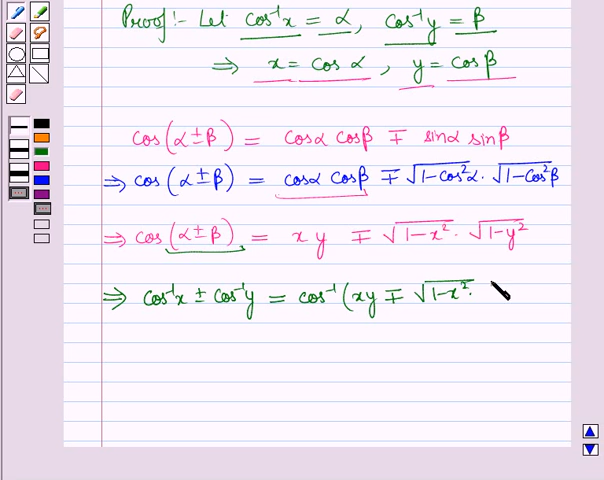 Proof:- Let cos⁻¹x = α, cos⁻¹y = β
⇒ x = cos α , y = cos β
cos(α ± β) = cosα cosβ ∓ sinα sinβ
⇒ cos(α ± β) = cosα cosβ ∓ √1-cos²α · √1-cos²β
⇒ cos(α ± β) = x y ∓ √1-x² · √1-y²
⇒ cos⁻¹x ± cos⁻¹y = cos⁻¹(xy ∓ √1-x² ·